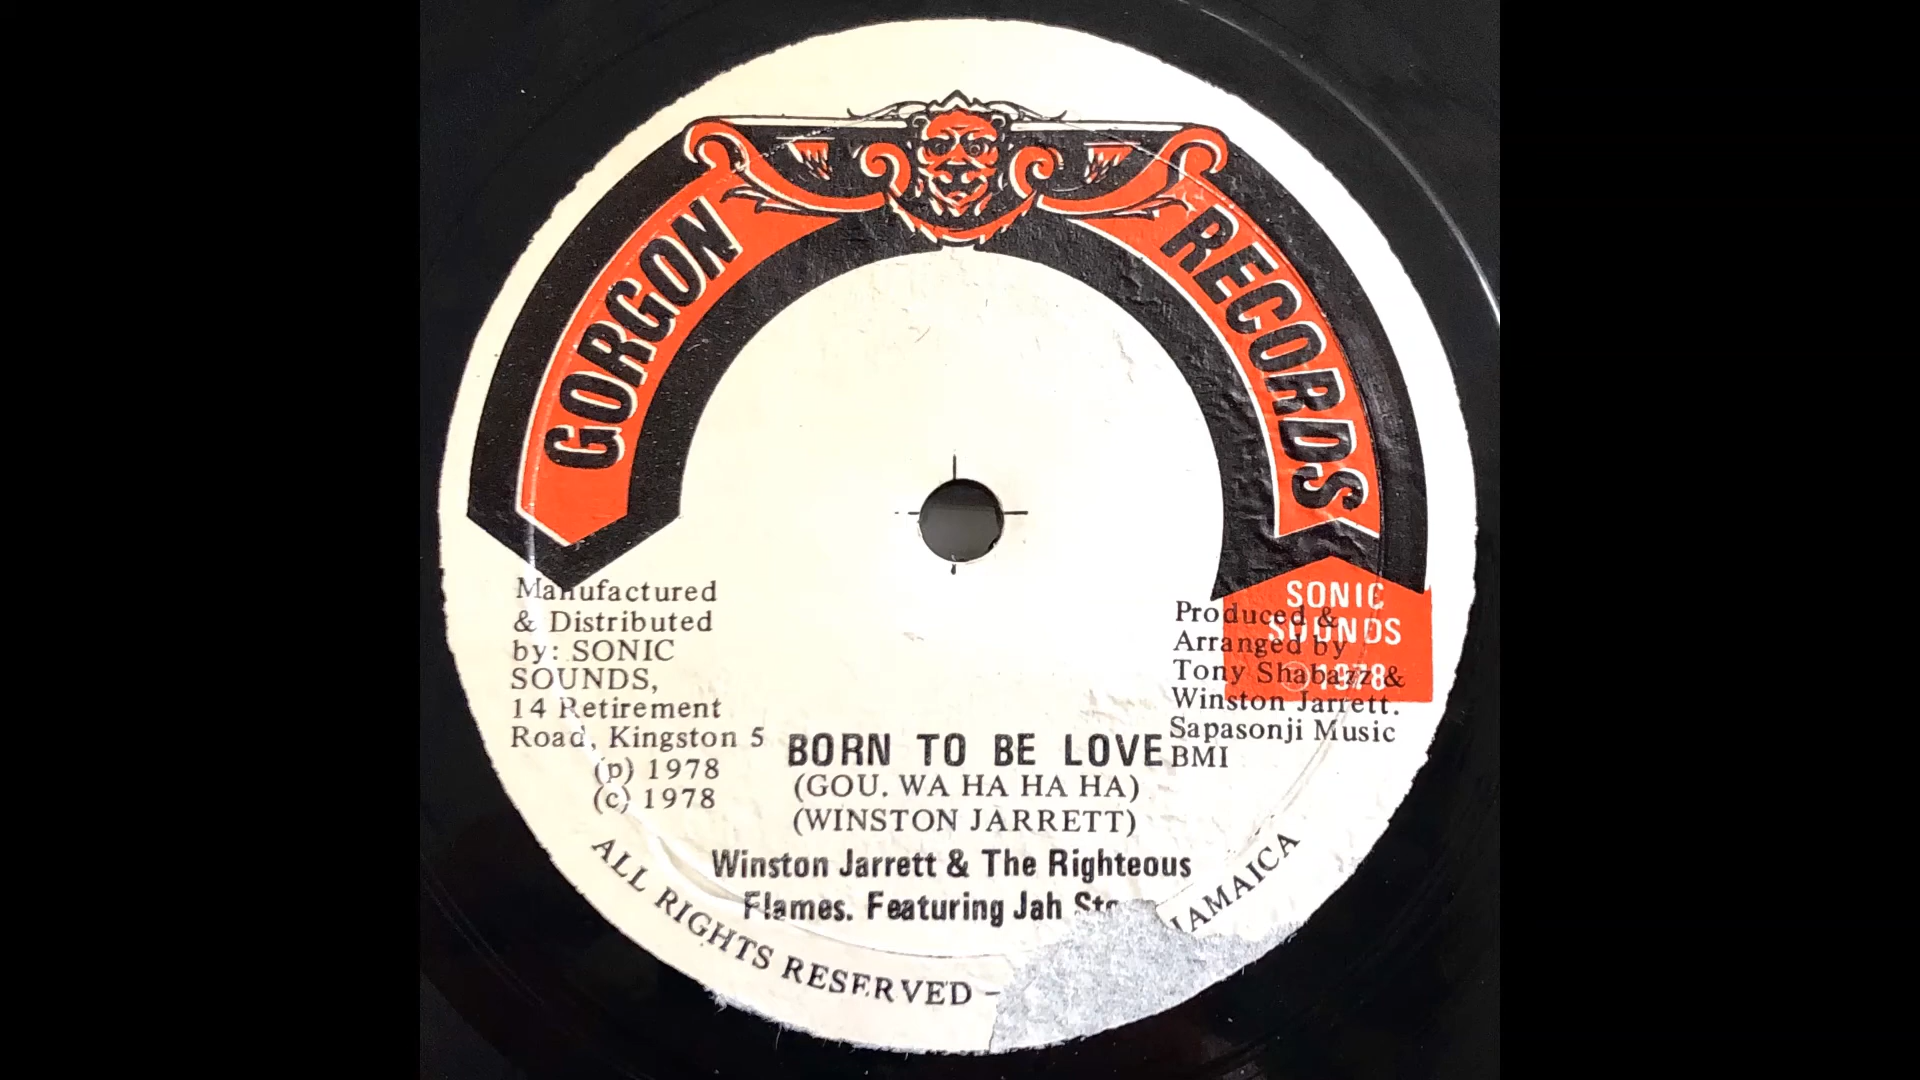 GORGON RECORDS
SONIC
SOUNDS
℗ 1978
Manufactured
& Distributed
by: SONIC
SOUNDS,
14 Retirement
Road, Kingston 5
(p) 1978
(c) 1978
Produced &
Arranged by
Tony Shabazz &
Winston Jarrett.
Sapasonji Music
BMI
BORN TO BE LOVE
(GOU. WA HA HA HA)
(WINSTON JARRETT)
Winston Jarrett & The Righteous
Flames. Featuring Jah
ALL RIGHTS RESERVED – JAMAICA